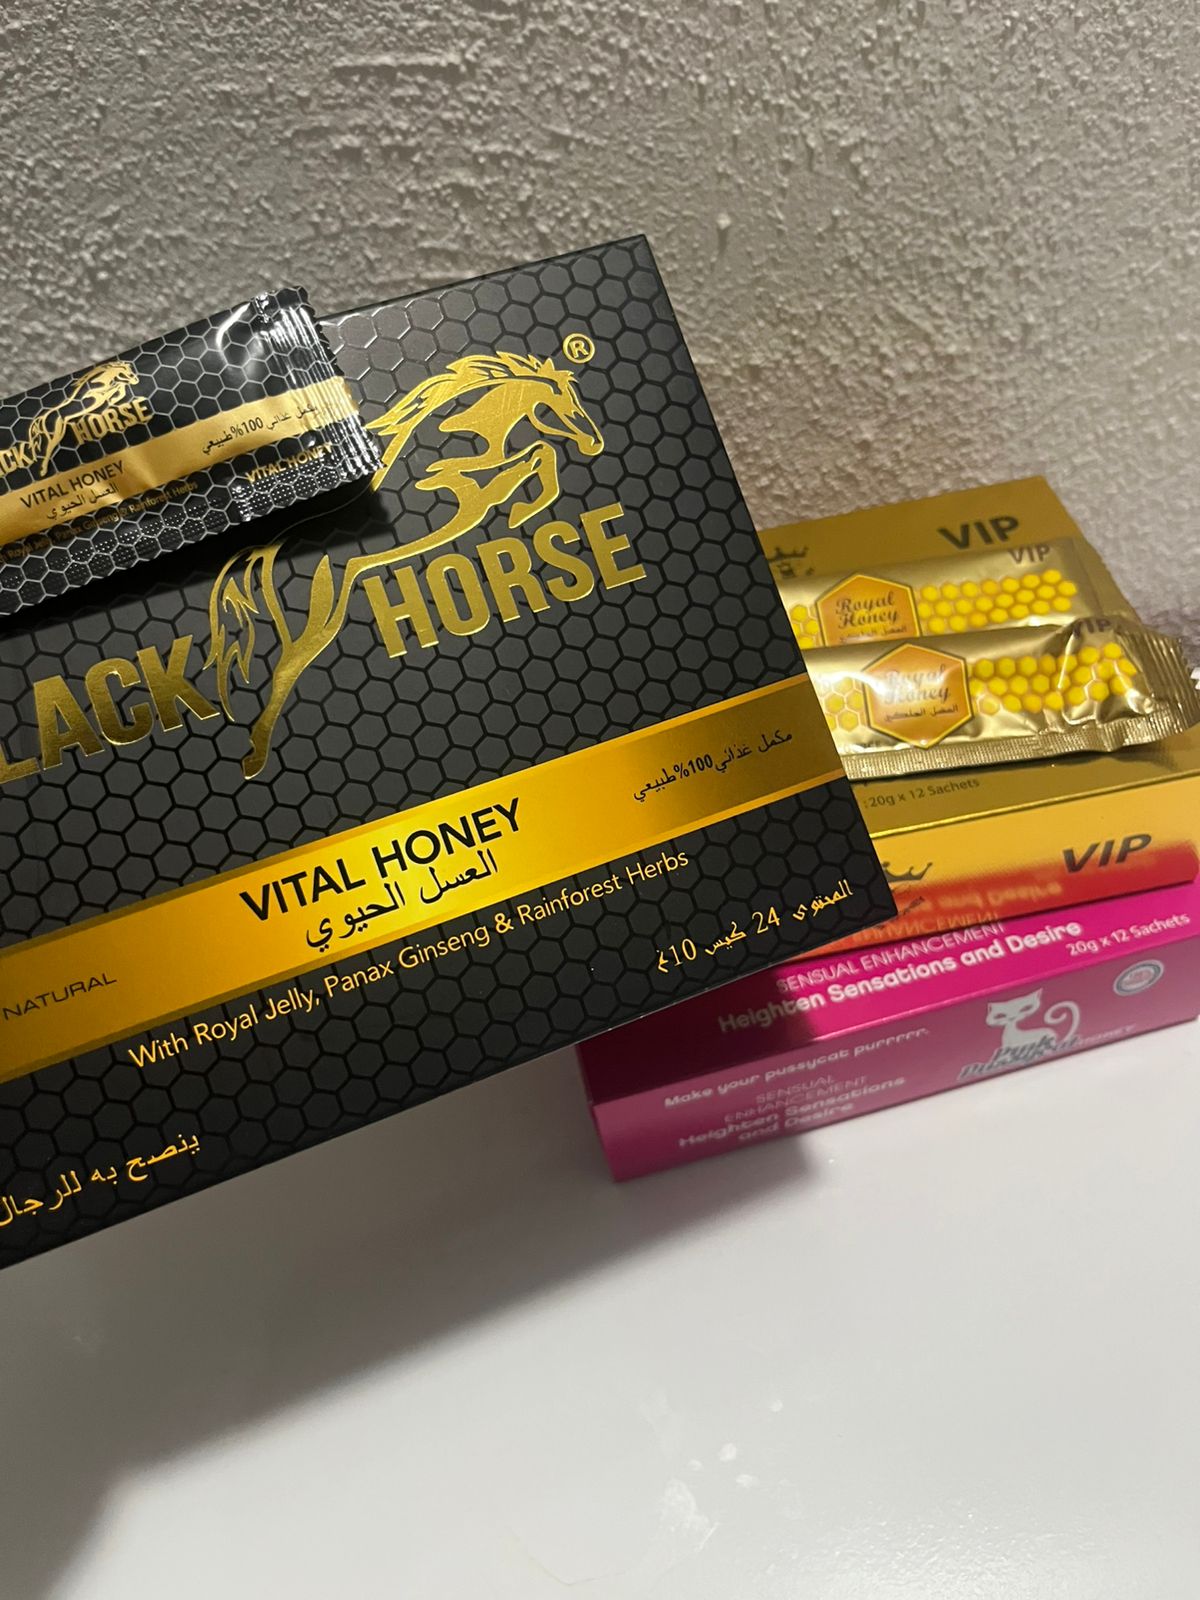 HORSE
مكمل غذائي 100% طبيعي
VITAL HONEY
العسل الحيوي
VITAL HONEY
®
LACK HORSE
مكمل غذائي 100% طبيعي
VITAL HONEY
العسل الحيوي
NATURAL
With Royal Jelly, Panax Ginseng & Rainforest Herbs
المحتوى 24 كيس 10غ
ينصح به للرجال
VIP
VIP
Royal Honey
VIP
Royal Honey
20g x 12 Sachets
VIP
SENSUAL ENHANCEMENT
Heighten Sensations and Desire
20g x 12 Sachets
Make your pussycat purrrrr.
SENSUAL
ENHANCEMENT
Heighten Sensations
and Desire
HONEY